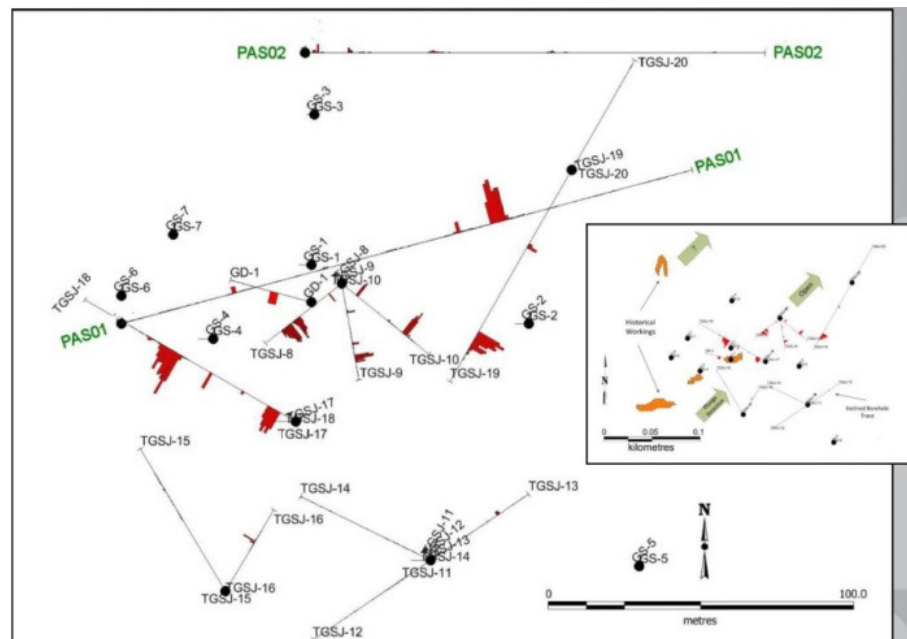 PAS02
PAS02
TGSJ-20
GS-3
GS-3
TGSJ-19
TGSJ-20
PAS01
GS-7
GS-7
GS-1
GS-1
TGSJ-8
TGSJ-9
TGSJ-10
GD-1
GD-1
TGSJ-18
GS-6
GS-6
PAS01
GS-4
GS-4
GS-2
GS-2
TGSJ-8
TGSJ-9
TGSJ-10
TGSJ-19
TGSJ-17
TGSJ-18
TGSJ-17
TGSJ-15
TGSJ-14
TGSJ-13
TGSJ-16
TGSJ-11
TGSJ-12
TGSJ-13
TGSJ-14
TGSJ-11
TGSJ-16
TGSJ-15
TGSJ-12
GS-5
GS-5
N
0
100.0
metres
?
Open
Historical
Workings
N
Plunge
Direction
Inclined Borehole
Trace
0 0.05 0.1
kilometres